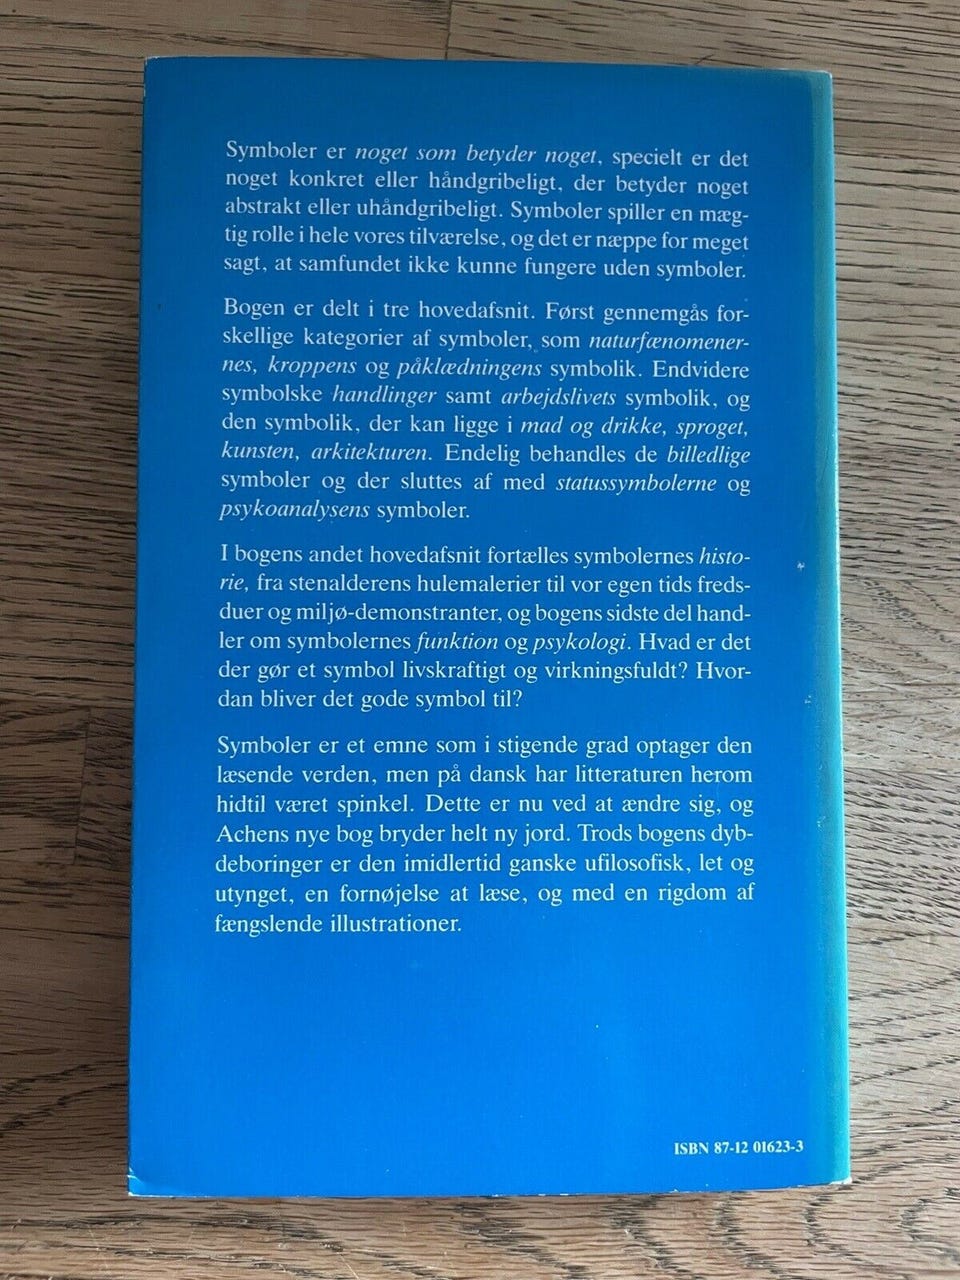 Symboler er noget som betyder noget, specielt er det
noget konkret eller håndgribeligt, der betyder noget
abstrakt eller uhåndgribeligt. Symboler spiller en mæg-
tig rolle i hele vores tilværelse, og det er næppe for meget
sagt, at samfundet ikke kunne fungere uden symboler.
Bogen er delt i tre hovedafsnit. Først gennemgås for-
skellige kategorier af symboler, som naturfænomener-
nes, kroppens og påklædningens symbolik. Endvidere
symbolske handlinger samt arbejdslivets symbolik, og
den symbolik, der kan ligge i mad og drikke, sproget,
kunsten, arkitekturen. Endelig behandles de billedlige
symboler og der sluttes af med statussymbolerne og
psykoanalysens symboler.
I bogens andet hovedafsnit fortælles symbolernes histo-
rie, fra stenalderens hulemalerier til vor egen tids freds-
duer og miljø-demonstranter, og bogens sidste del hand-
ler om symbolernes funktion og psykologi. Hvad er det
der gør et symbol livskraftigt og virkningsfuldt? Hvor-
dan bliver det gode symbol til?
Symboler er et emne som i stigende grad optager den
læsende verden, men på dansk har litteraturen herom
hidtil været spinkel. Dette er nu ved at ændre sig, og
Achens nye bog bryder helt ny jord. Trods bogens dyb-
deboringer er den imidlertid ganske ufilosofisk, let og
utynget, en fornøjelse at læse, og med en rigdom af
fængslende illustrationer.
ISBN 87-12 01623-3